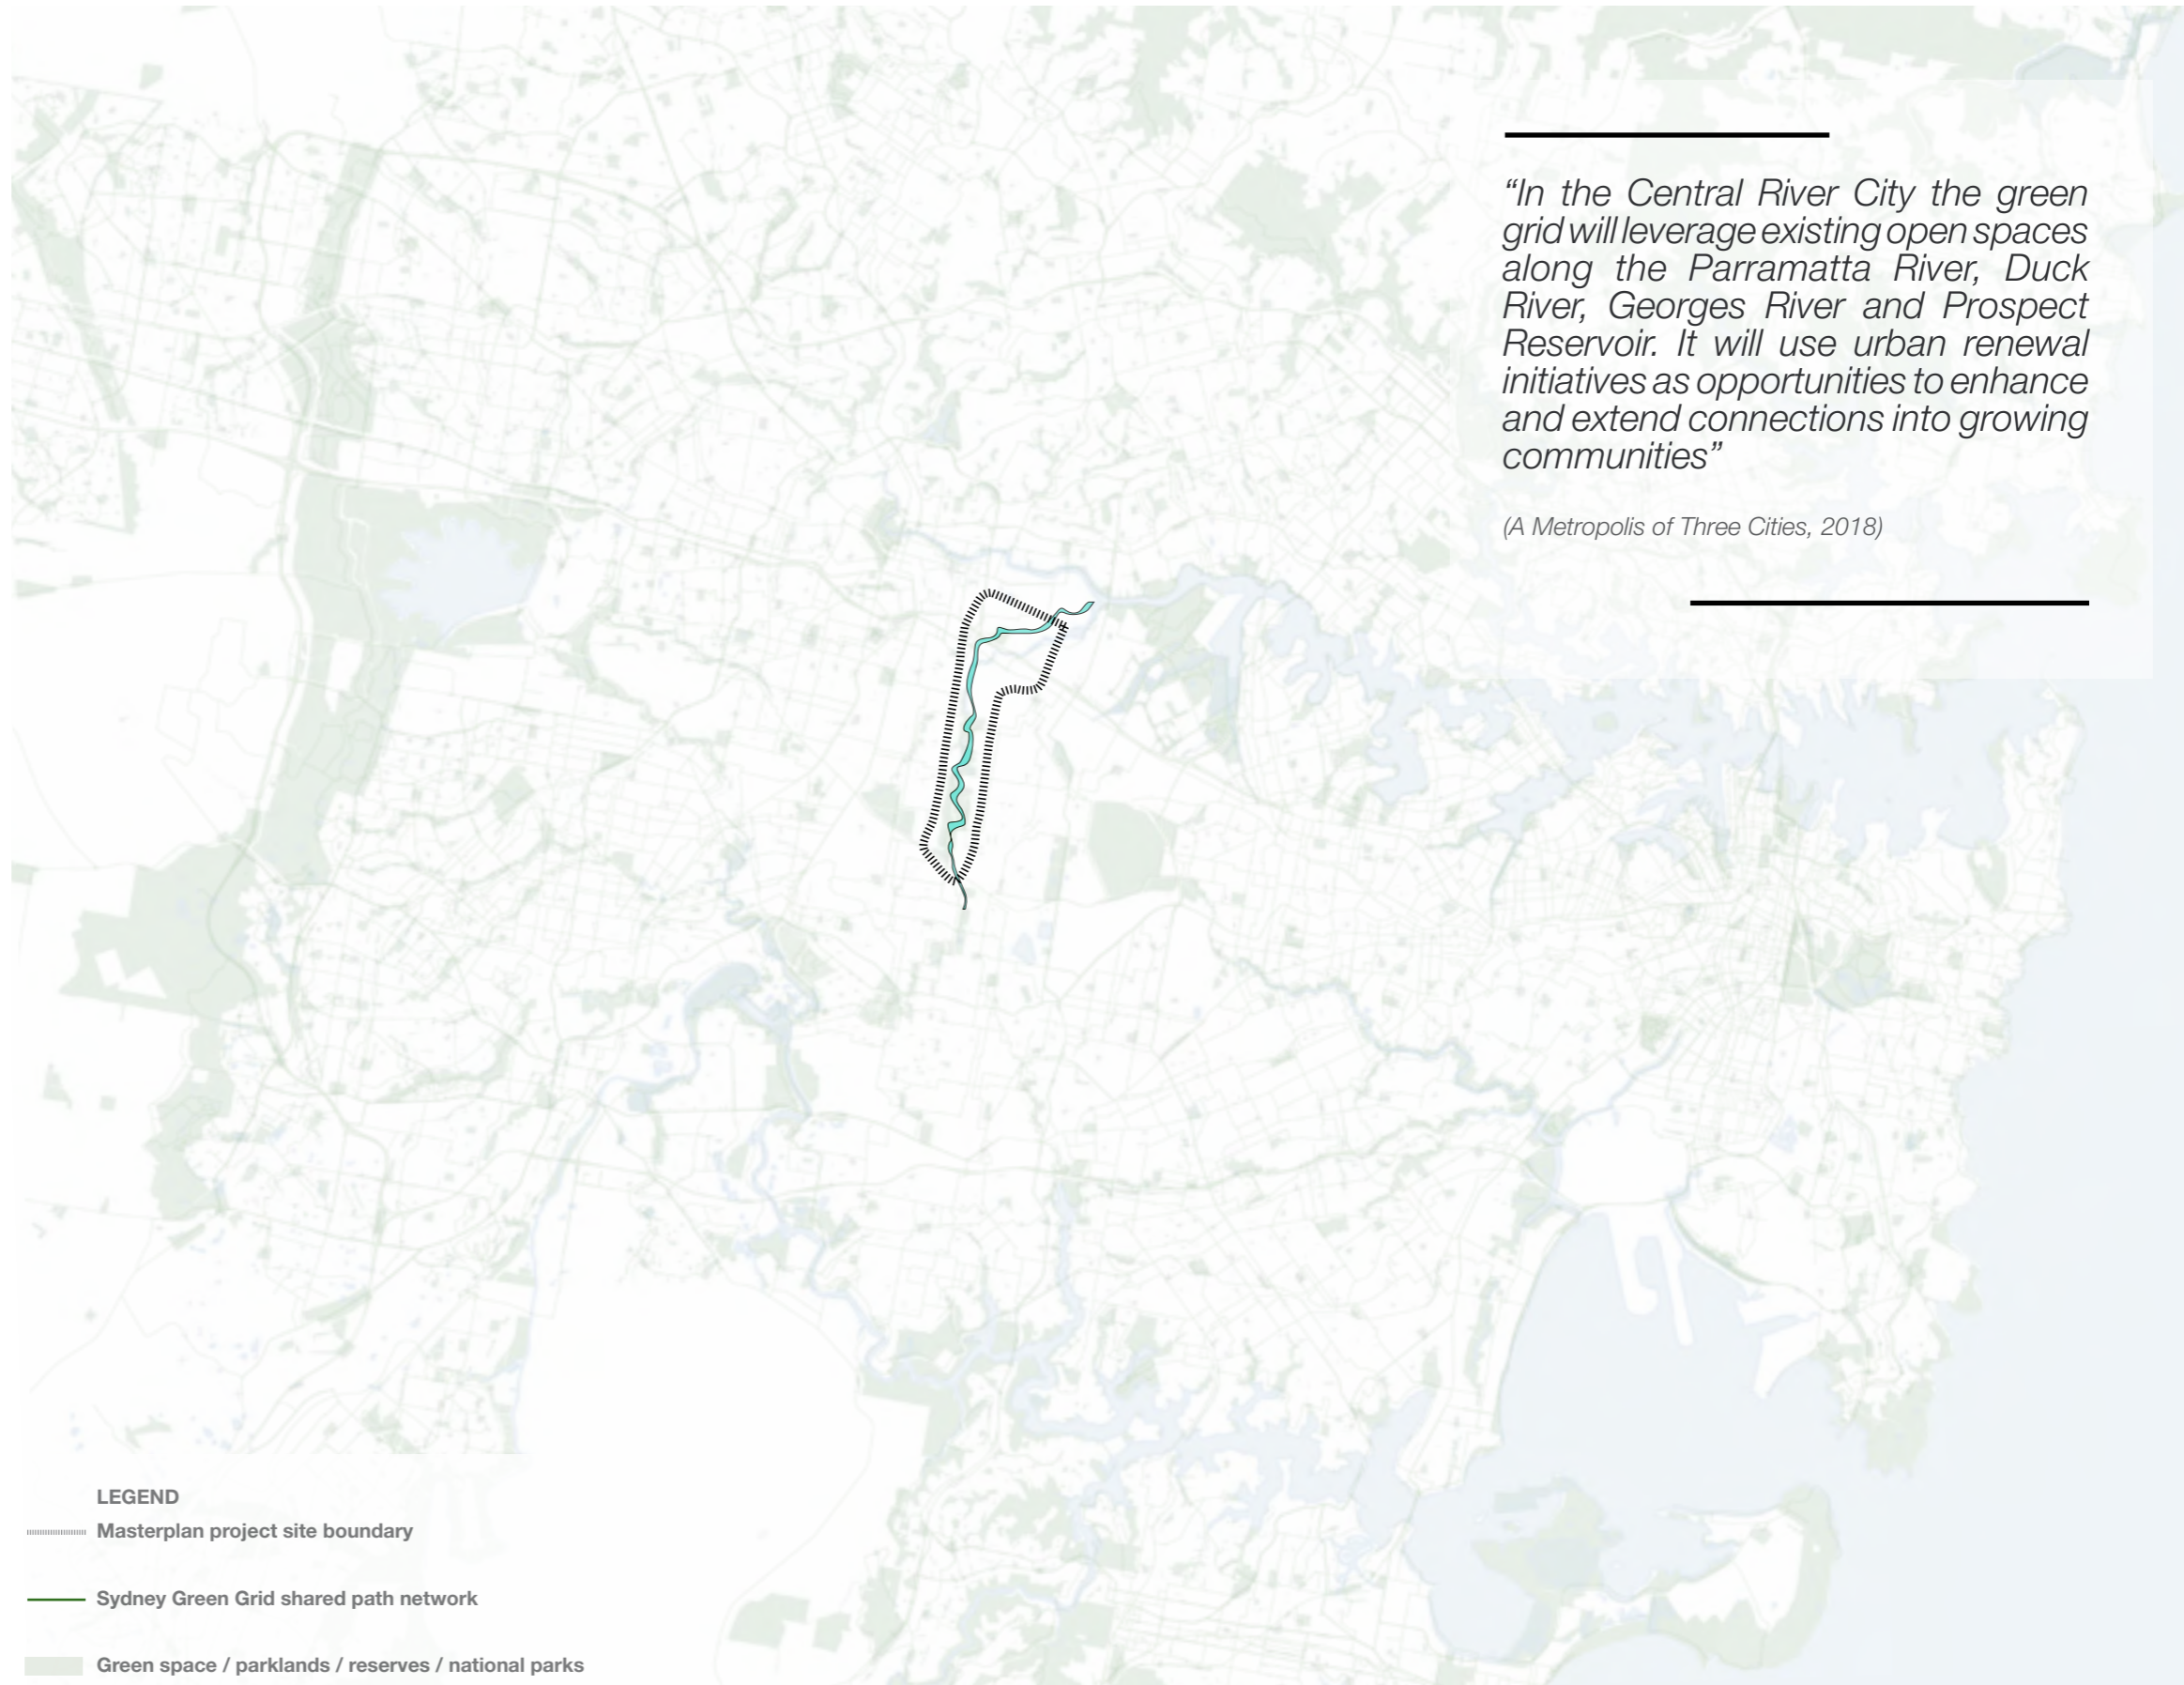 “In the Central River City the green
grid will leverage existing open spaces
along the Parramatta River, Duck
River, Georges River and Prospect
Reservoir. It will use urban renewal
initiatives as opportunities to enhance
and extend connections into growing
communities”
(A Metropolis of Three Cities, 2018)
LEGEND
Masterplan project site boundary
Sydney Green Grid shared path network
Green space / parklands / reserves / national parks